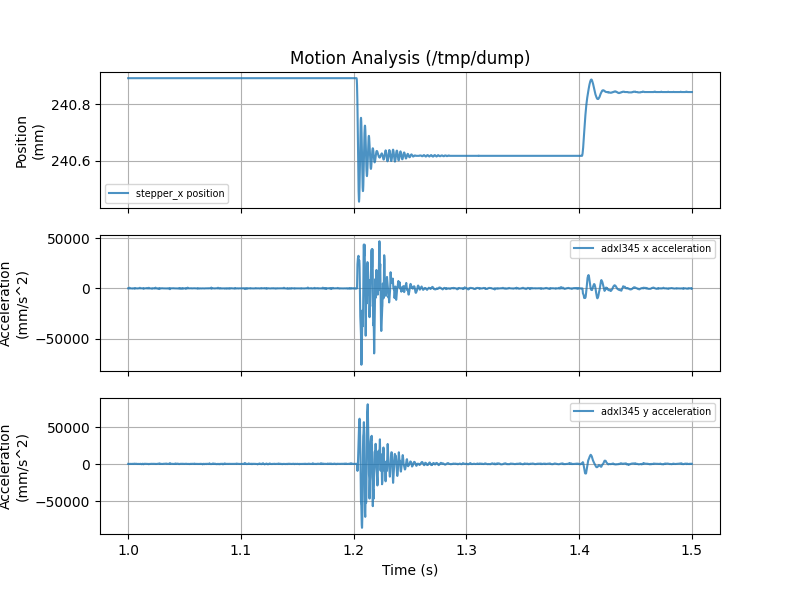 Motion Analysis (/tmp/dump)
240.8
240.6
Position
(mm)
stepper_x position
50000
0
−50000
Acceleration
(mm/s^2)
adxl345 x acceleration
50000
0
−50000
Acceleration
(mm/s^2)
adxl345 y acceleration
1.0 1.1 1.2 1.3 1.4 1.5
Time (s)